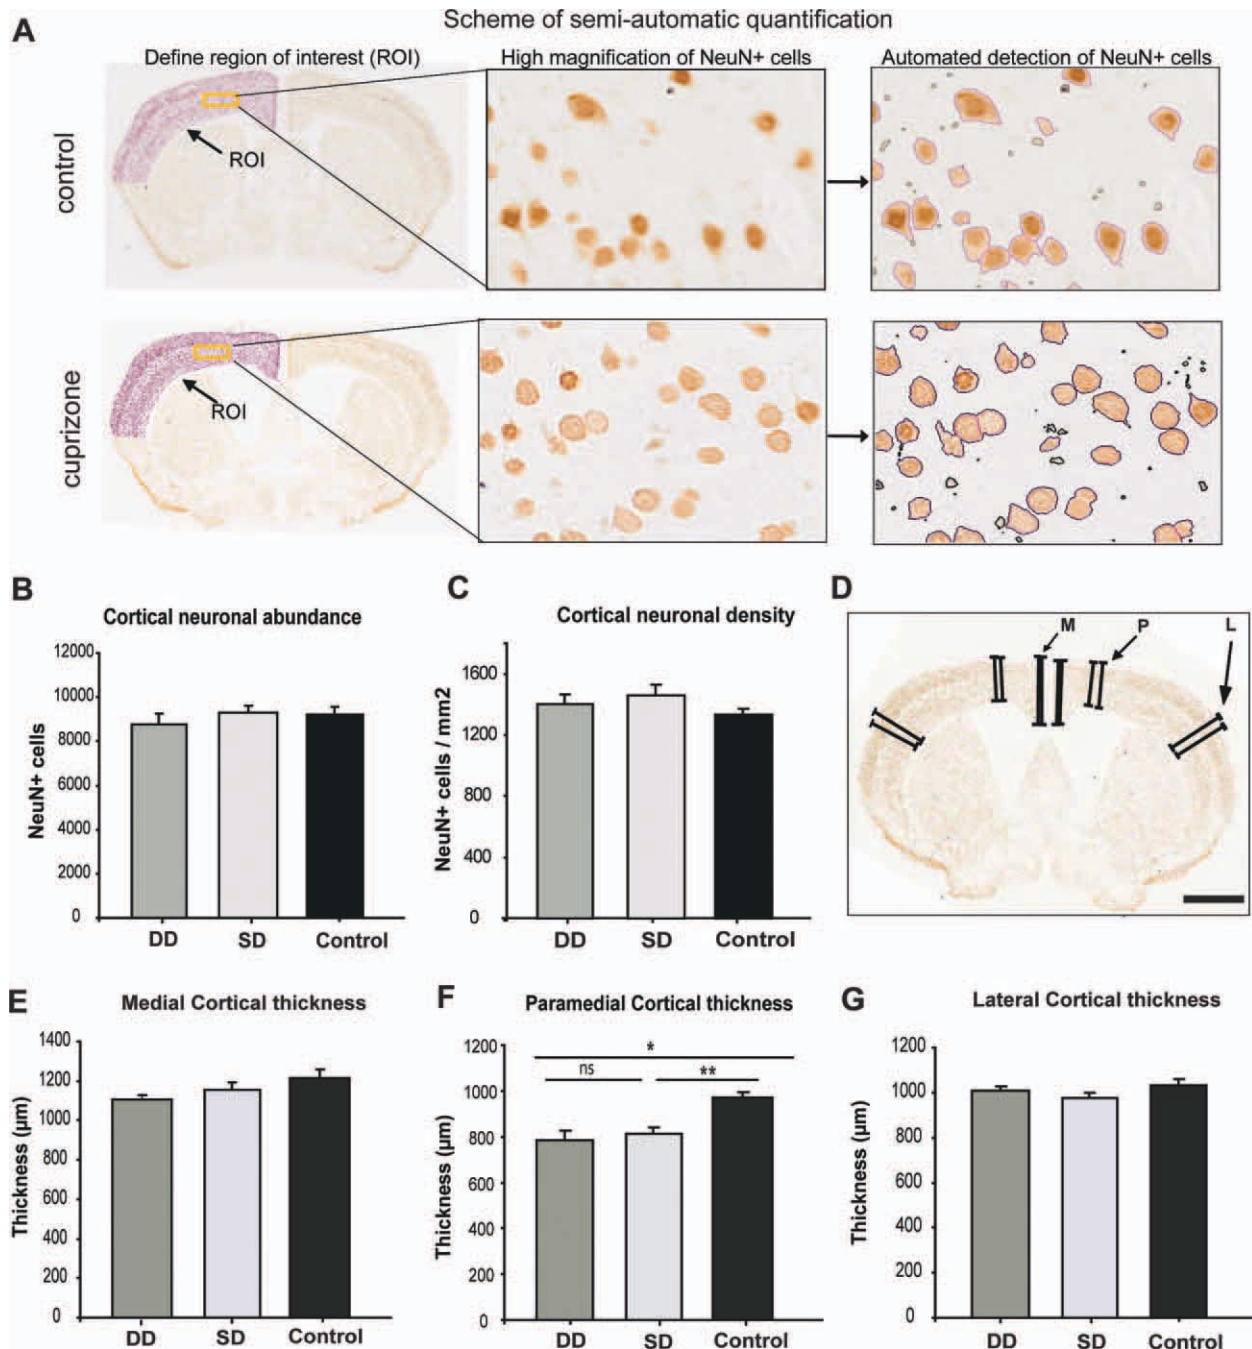 Scheme of semi-automatic quantification
A
Define region of interest (ROI)
High magnification of NeuN+ cells
Automated detection of NeuN+ cells
control
ROI
cuprizone
ROI
B
Cortical neuronal abundance
NeuN+ cells
12000
10000
8000
6000
4000
2000
0
DD
SD
Control
C
Cortical neuronal density
NeuN+ cells / mm2
1600
1200
800
400
0
DD
SD
Control
D
M
P
L
E
Medial Cortical thickness
Thickness (µm)
1400
1200
1000
800
600
400
200
0
DD
SD
Control
F
Paramedial Cortical thickness
Thickness (µm)
1200
1000
800
600
400
200
0
*
ns
**
DD
SD
Control
G
Lateral Cortical thickness
Thickness (µm)
1200
1000
800
600
400
200
0
DD
SD
Control